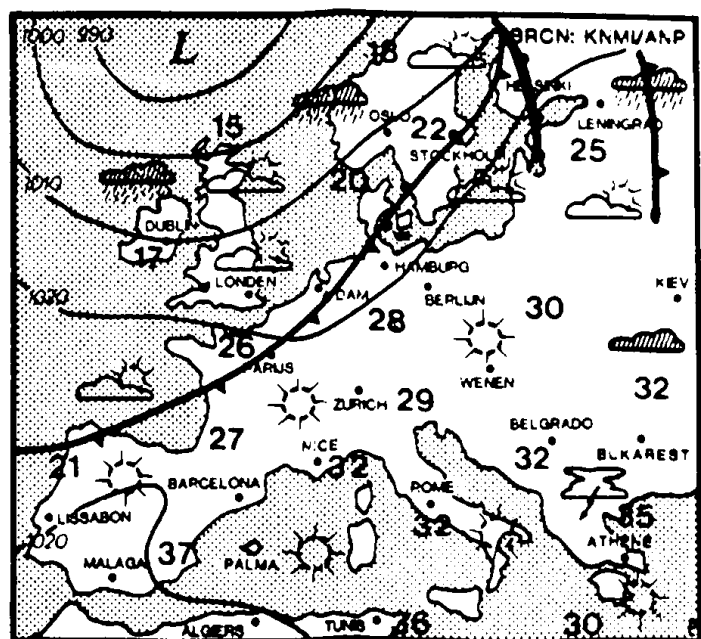 1000 990
L
18
BRON: KNMI/ANP
HELSINKI
OSLO
22
LENINGRAD
15
STOCKHOLM
25
1010
20
DUBLIN
17
HAMBURG
LONDEN
DAM
BERLIJN
KIEV
1020
28
30
26
PARIJS
WENEN
32
ZURICH 29
27
BELGRADO
NICE
32
BUKAREST
21
32
BARCELONA
ROME
LISSABON
32
35
1020
ATHENE
37
PALMA
MALAGA
36
30
ALGIERS
TUNIS